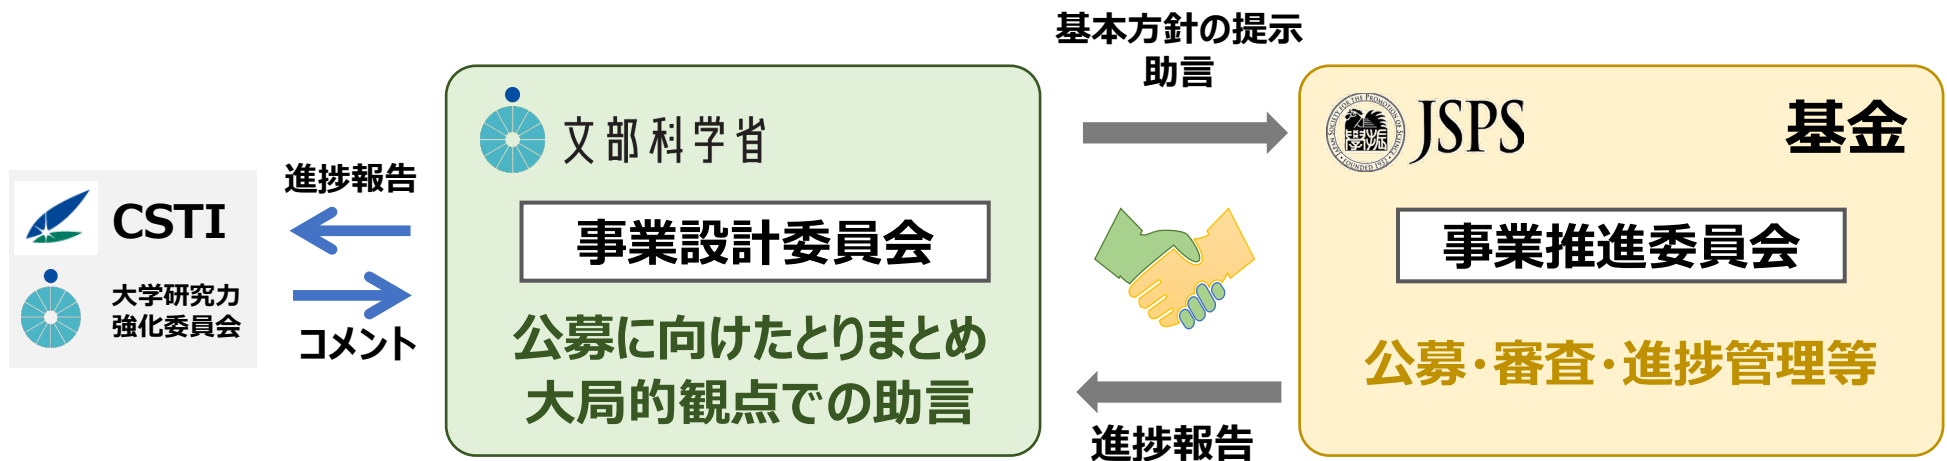 CSTI
大学研究力
強化委員会
進捗報告
コメント
文部科学省
事業設計委員会
公募に向けたとりまとめ
大局的観点での助言
基本方針の提示
助言
進捗報告
JSPS
基金
事業推進委員会
公募・審査・進捗管理等